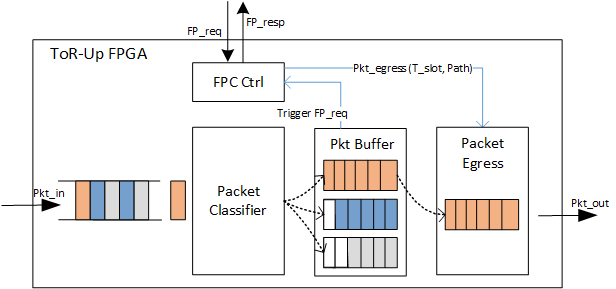 FP_req
FP_resp
ToR-Up FPGA
FPC Ctrl
Pkt_egress (T_slot, Path)
Trigger FP_req
Pkt_in
Packet
Classifier
Pkt Buffer
Packet
Egress
Pkt_out